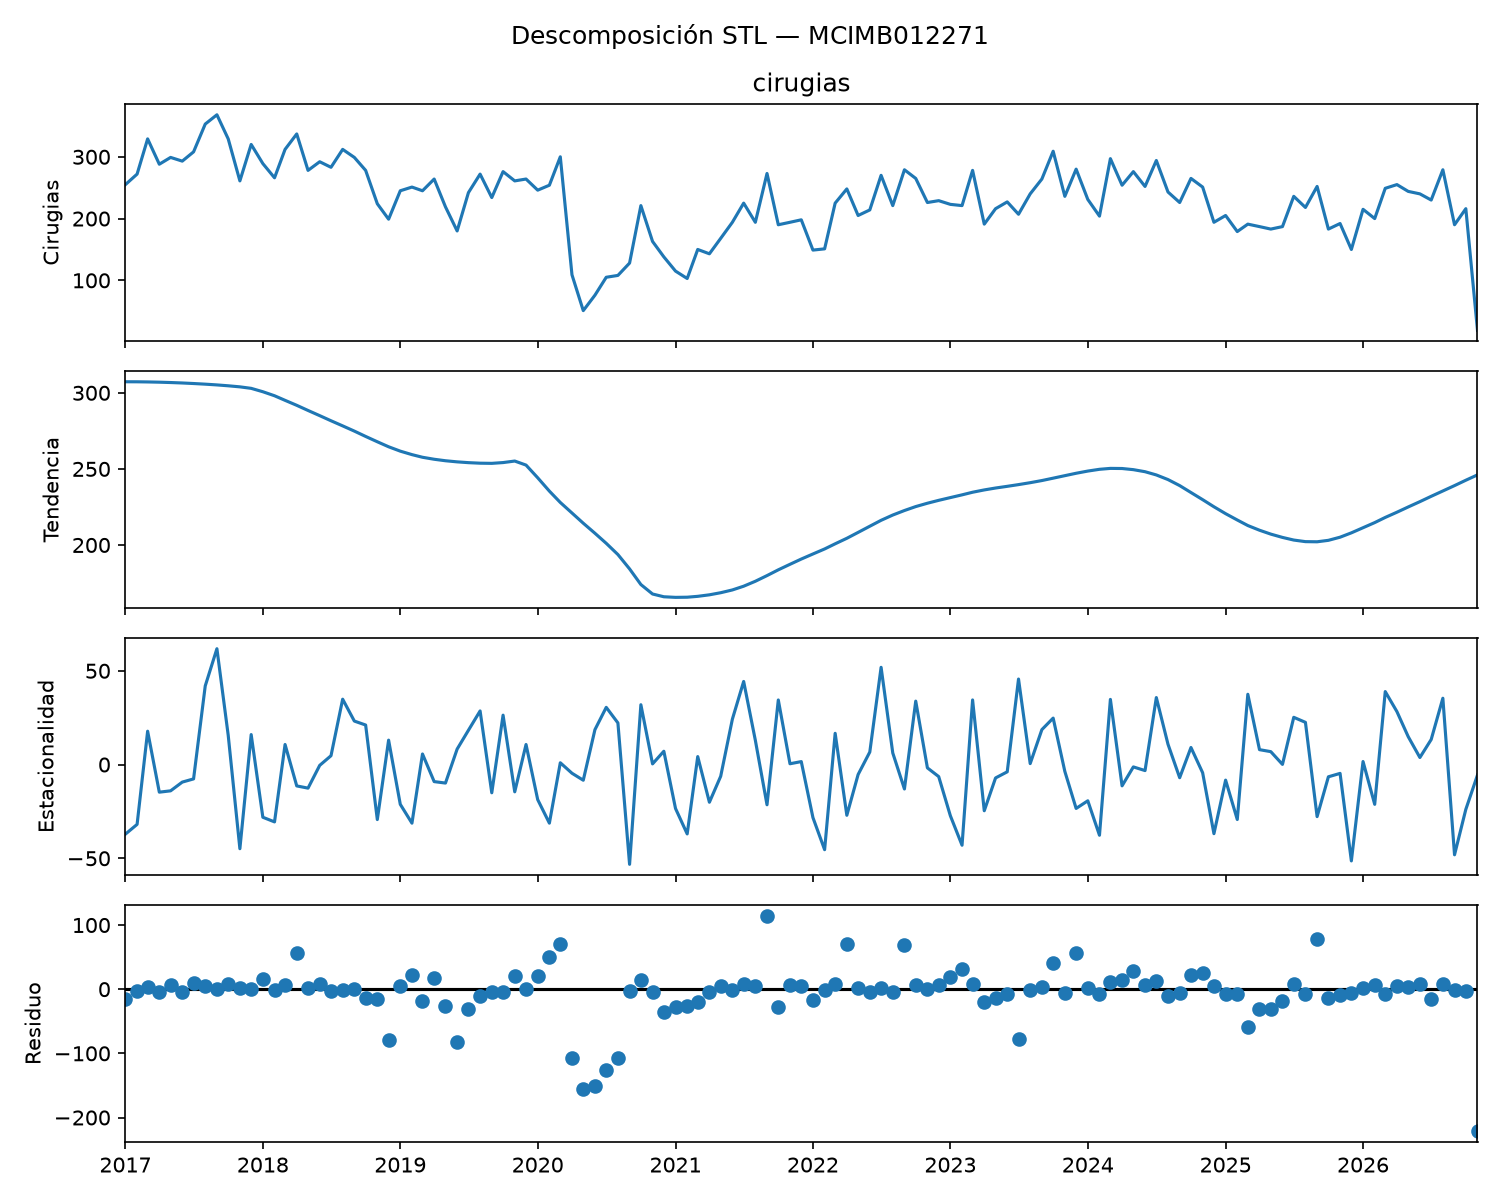 Descomposición STL — MCIMB012271
cirugias
Cirugias
300
200
100
Tendencia
300
250
200
Estacionalidad
50
0
−50
Residuo
100
0
−100
−200
2017 2018 2019 2020 2021 2022 2023 2024 2025 2026